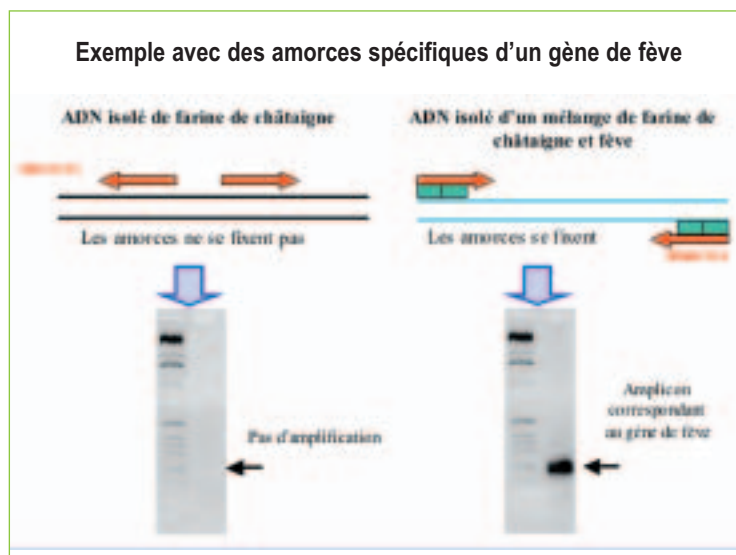 Exemple avec des amorces spécifiques d'un gène de fève
ADN isolé de farine de châtaigne
ADN isolé d'un mélange de farine de
châtaigne et fève
Les amorces ne se fixent pas
Les amorces se fixent
Pas d'amplification
Amplicon
correspondant
au gène de fève